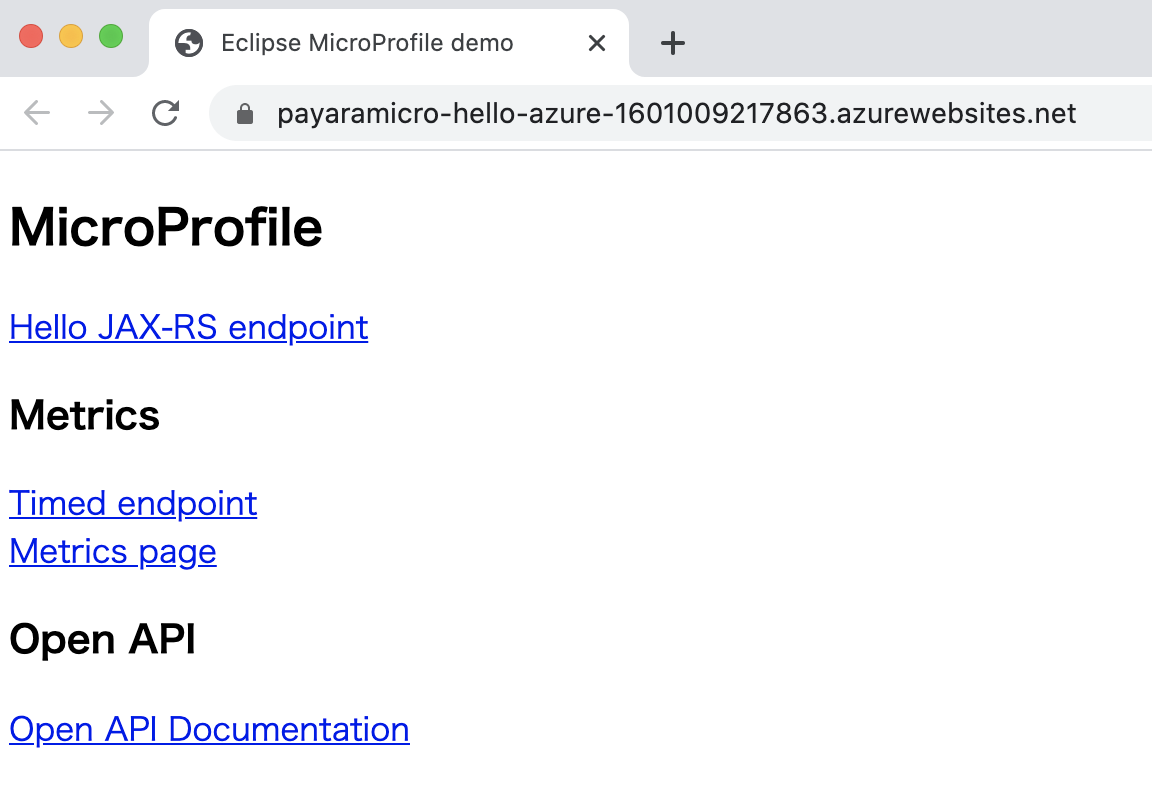 Eclipse MicroProfile demo
payaramicro-hello-azure-1601009217863.azurewebsites.net
MicroProfile
Hello JAX-RS endpoint
Metrics
Timed endpoint
Metrics page
Open API
Open API Documentation